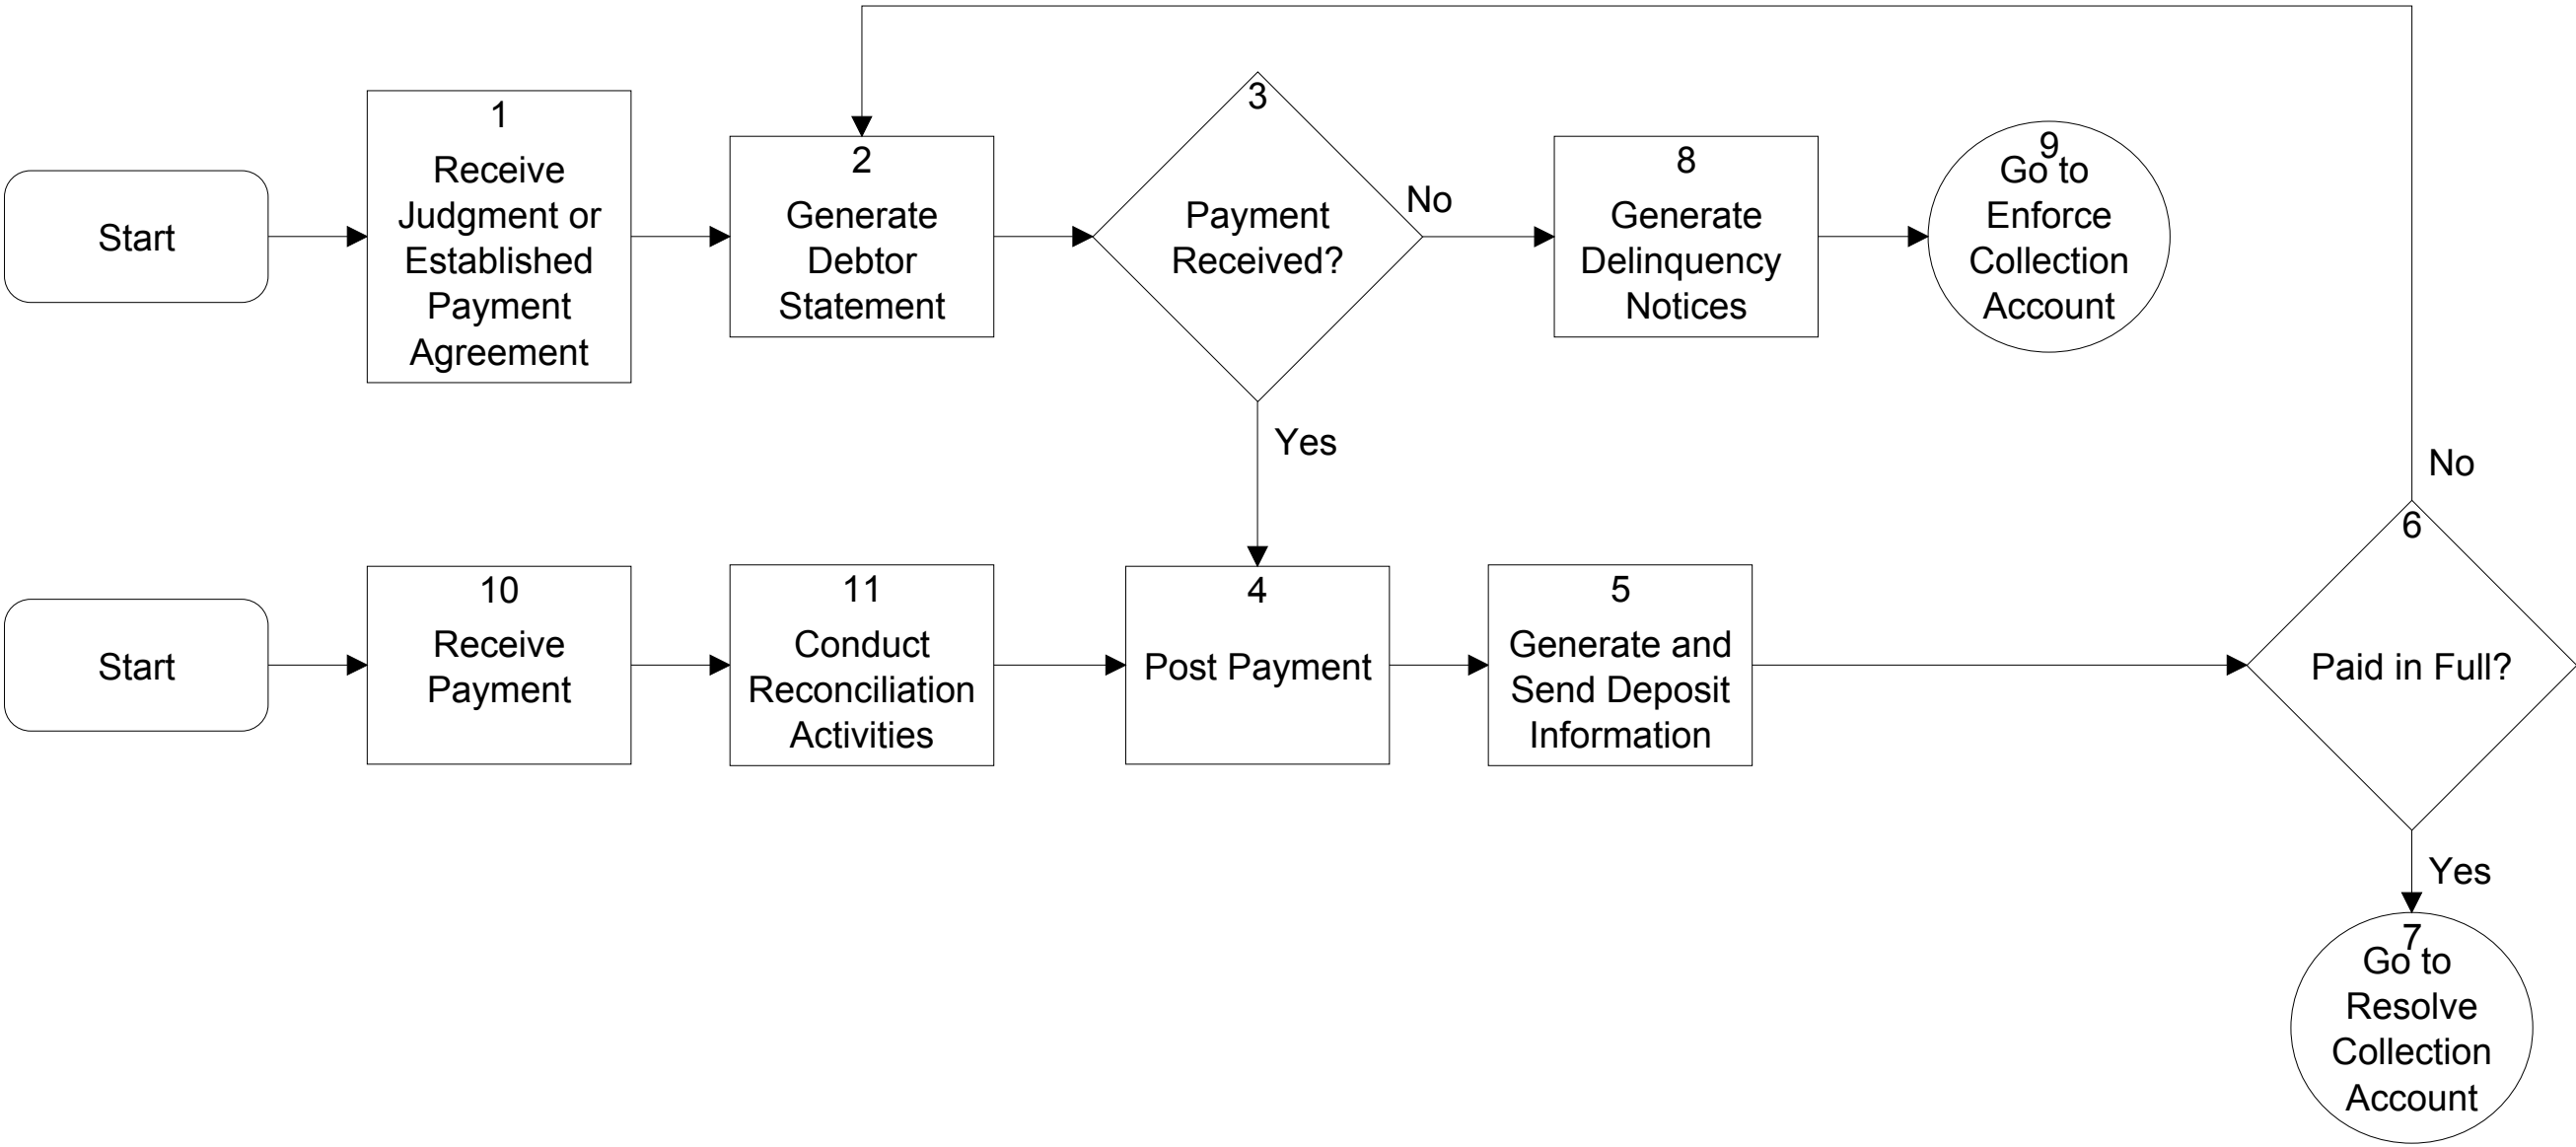 Start
1
Receive
Judgment or
Established
Payment
Agreement
2
Generate
Debtor
Statement
3
Payment
Received?
No
8
Generate
Delinquency
Notices
9
Go to
Enforce
Collection
Account
Yes
No
Start
10
Receive
Payment
11
Conduct
Reconciliation
Activities
4
Post Payment
5
Generate and
Send Deposit
Information
6
Paid in Full?
Yes
7
Go to
Resolve
Collection
Account